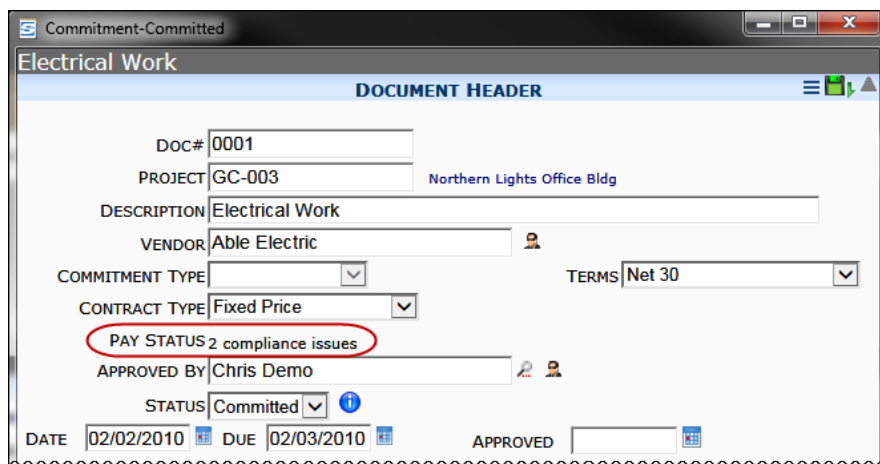 Commitment-Committed
Electrical Work
DOCUMENT HEADER
DOC# 0001
PROJECT GC-003 Northern Lights Office Bldg
DESCRIPTION Electrical Work
VENDOR Able Electric
COMMITMENT TYPE TERMS Net 30
CONTRACT TYPE Fixed Price
PAY STATUS 2 compliance issues
APPROVED BY Chris Demo
STATUS Committed
DATE 02/02/2010 DUE 02/03/2010 APPROVED